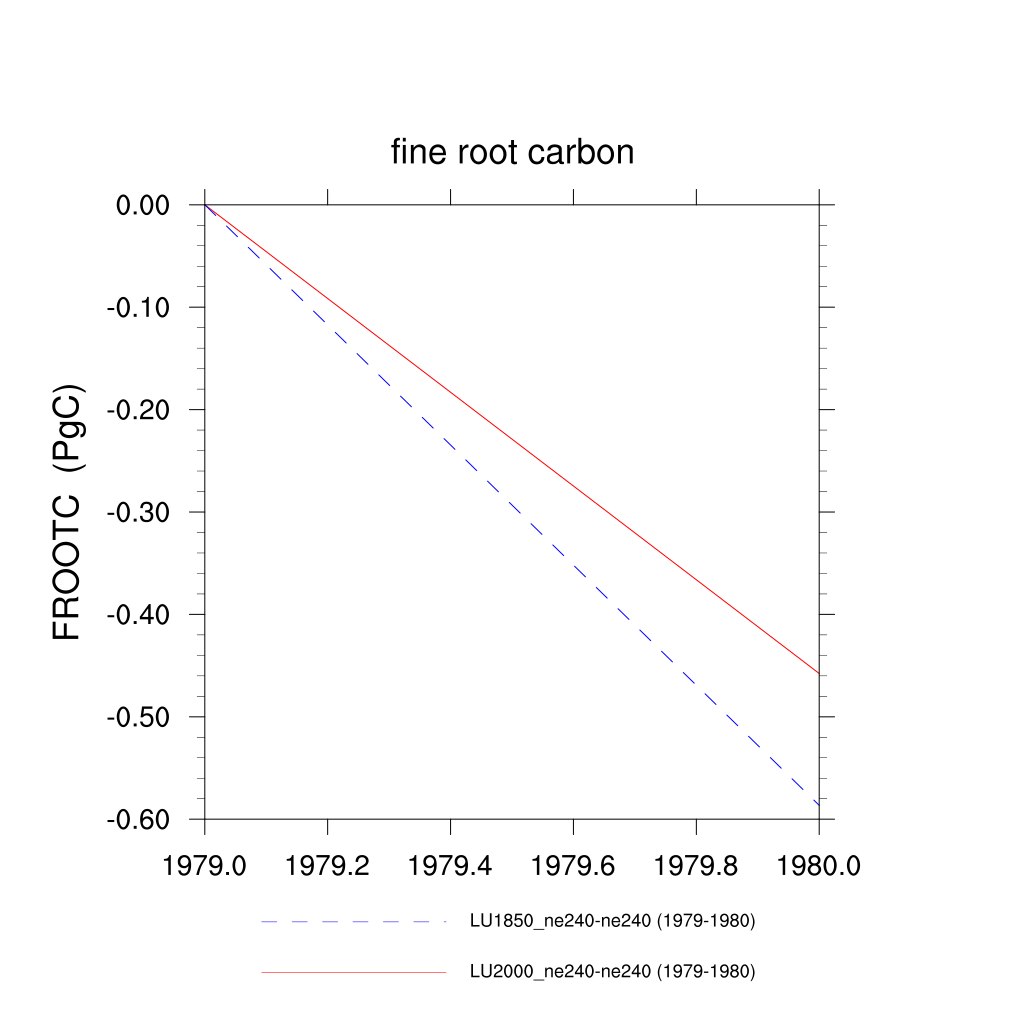 fine root carbon
0.00
-0.10
-0.20
-0.30
-0.40
-0.50
-0.60
FROOTC (PgC)
1979.0 1979.2 1979.4 1979.6 1979.8 1980.0
LU1850_ne240-ne240 (1979-1980)
LU2000_ne240-ne240 (1979-1980)